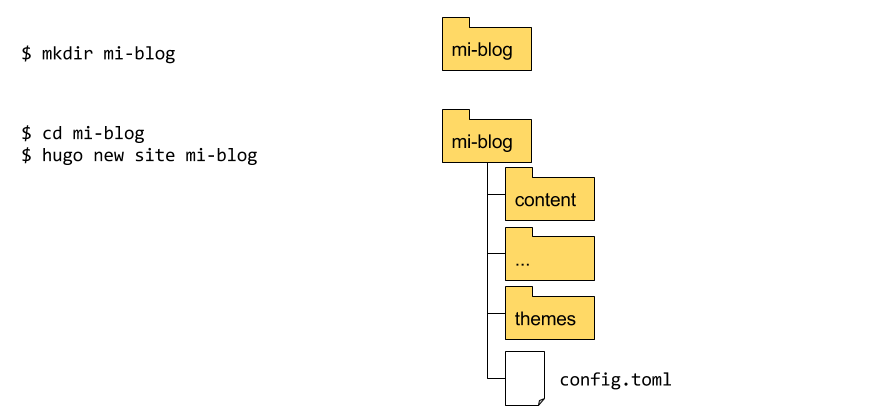 $ mkdir mi-blog
mi-blog
$ cd mi-blog
$ hugo new site mi-blog
mi-blog
content
...
themes
config.toml